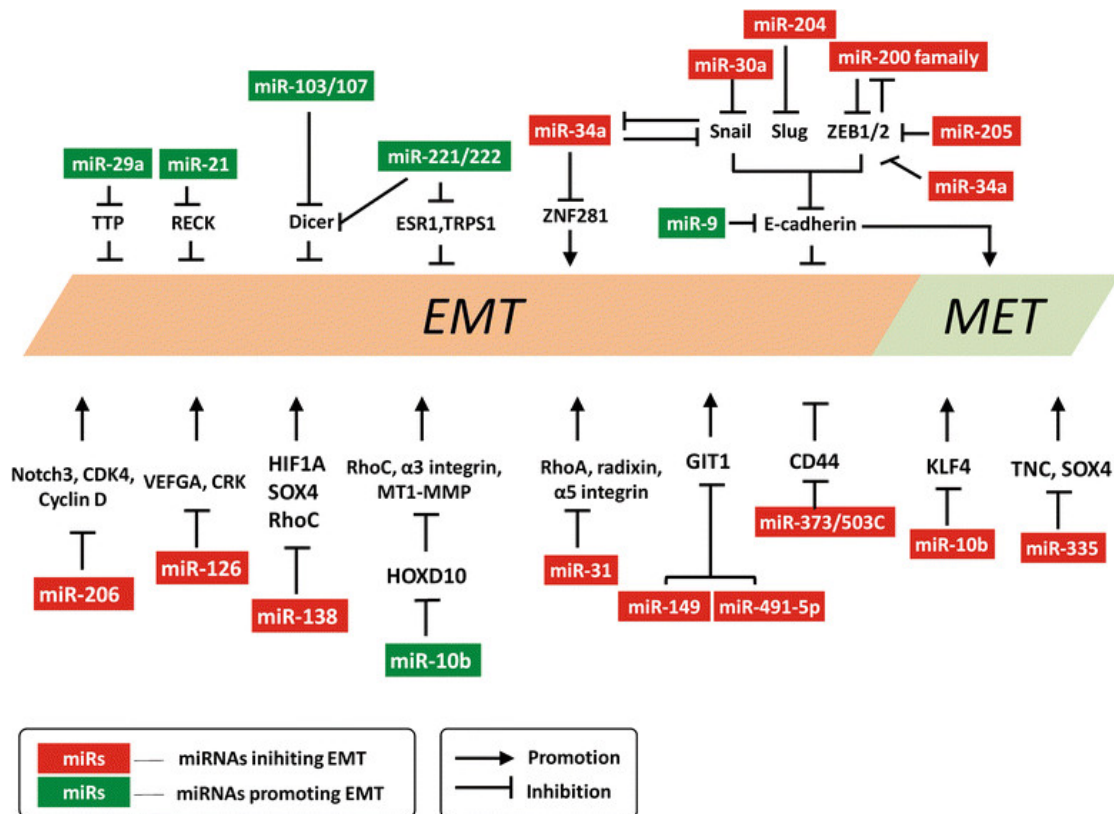 miR-204
miR-30a
miR-200 famaily
miR-103/107
miR-34a
Snail
Slug
ZEB1/2
miR-205
miR-29a
miR-21
miR-221/222
miR-34a
TTP
RECK
Dicer
ESR1,TRPS1
ZNF281
miR-9
E-cadherin
EMT
MET
Notch3, CDK4,
Cyclin D
VEFGA, CRK
HIF1A
SOX4
RhoC
RhoC, α3 integrin,
MT1-MMP
RhoA, radixin,
α5 integrin
GIT1
CD44
KLF4
TNC, SOX4
miR-206
miR-126
miR-138
HOXD10
miR-10b
miR-31
miR-149
miR-491-5p
miR-373/503C
miR-10b
miR-335
miRs
miRNAs inihiting EMT
miRs
miRNAs promoting EMT
Promotion
Inhibition